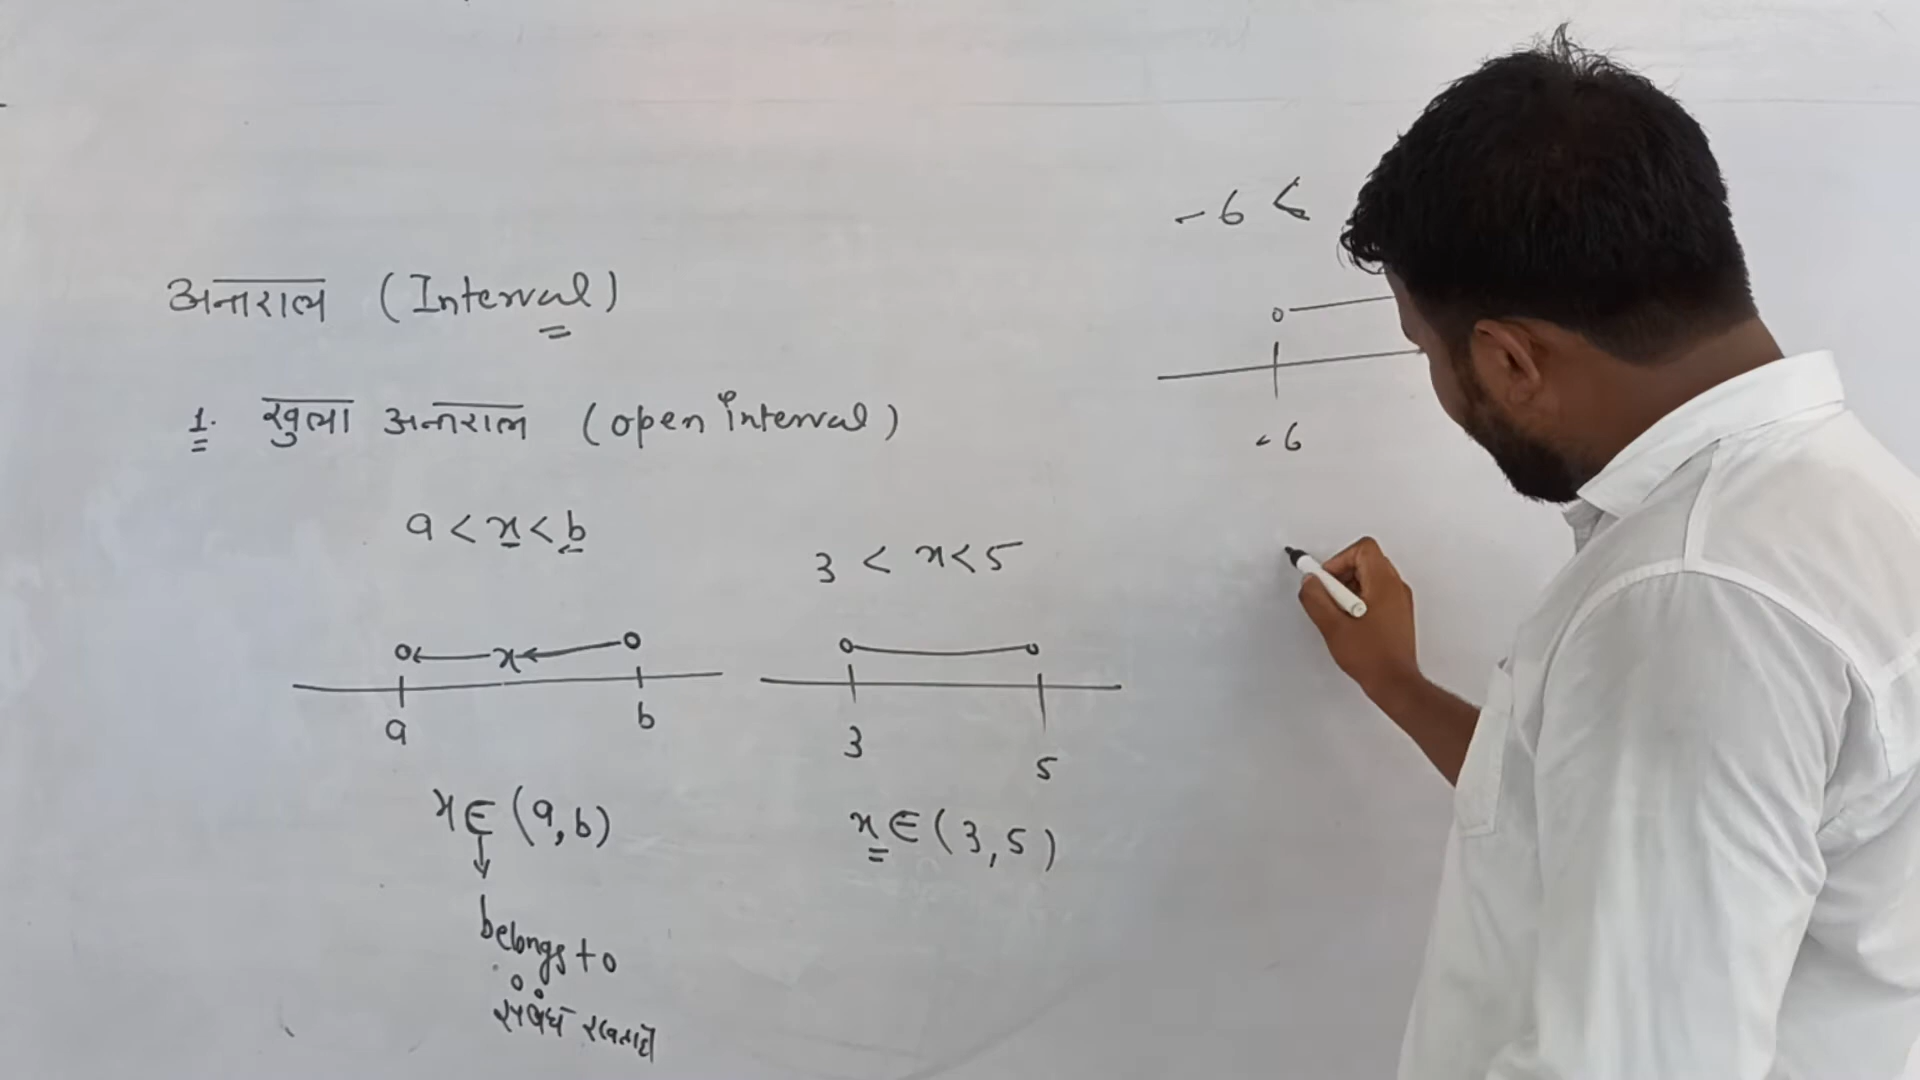 अन्तराल (Interval)
1. खुला अन्तराल (open interval)
a < x < b
a x b
x ∈ (a, b)
belongs to
संबंध रखता है
3 < x < 5
3 5
x ∈ (3, 5)
-6 <
-6